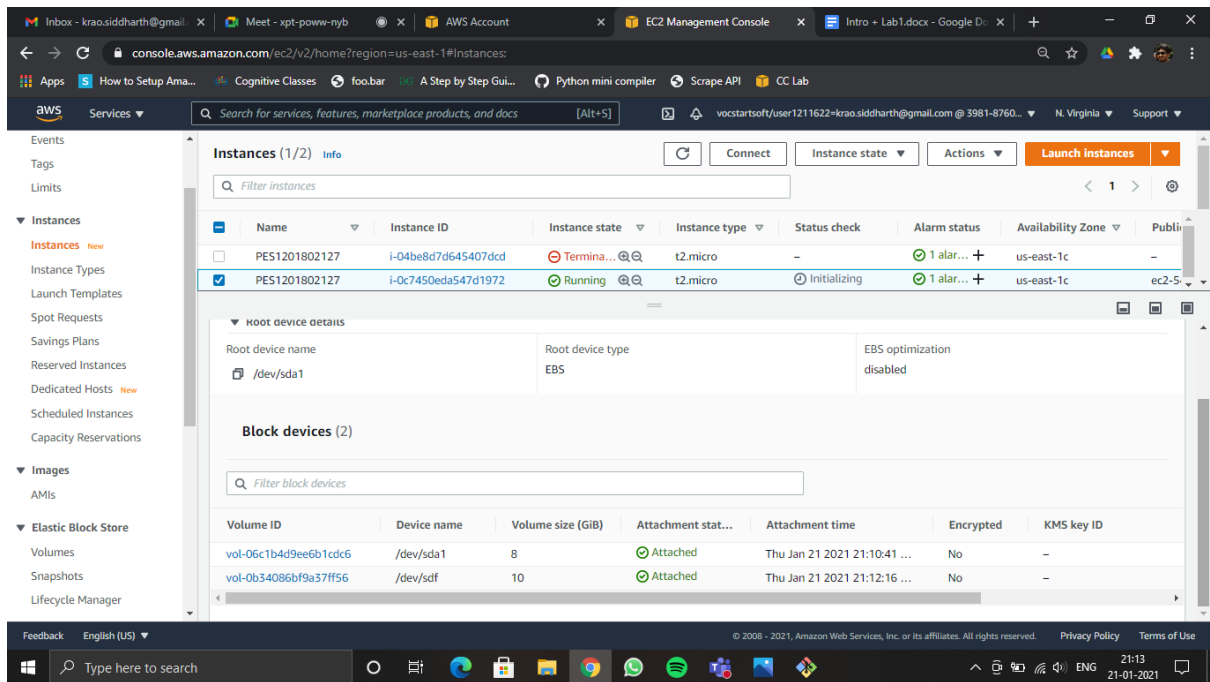 Inbox - krao.siddharth@gmail.
Meet - xpt-poww-nyb
AWS Account
EC2 Management Console
Intro + Lab1.docx - Google Do
console.aws.amazon.com/ec2/v2/home?region=us-east-1#Instances:
Apps
How to Setup Ama...
Cognitive Classes
foo.bar
A Step by Step Gui...
Python mini compiler
Scrape API
CC Lab
aws
Services
Search for services, features, marketplace products, and docs
[Alt+S]
vocstartsoft/user1211622=krao.siddharth@gmail.com @ 3981-8760...
N. Virginia
Support
Events
Tags
Limits
Instances
Instances New
Instance Types
Launch Templates
Spot Requests
Savings Plans
Reserved Instances
Dedicated Hosts New
Scheduled Instances
Capacity Reservations
Images
AMIs
Elastic Block Store
Volumes
Snapshots
Lifecycle Manager
Instances (1/2) Info
Connect
Instance state
Actions
Launch instances
Filter instances
1
Name Instance ID Instance state Instance type Status check Alarm status Availability Zone Publi
PES1201802127 i-04be8d7d645407dcd Termina... t2.micro – 1 alar... + us-east-1c –
PES1201802127 i-0c7450eda547d1972 Running t2.micro Initializing 1 alar... + us-east-1c ec2-5
Root device details
Root device name Root device type EBS optimization
/dev/sda1 EBS disabled
Block devices (2)
Filter block devices
Volume ID Device name Volume size (GiB) Attachment stat... Attachment time Encrypted KMS key ID
vol-06c1b4d9ee6b1cdc6 /dev/sda1 8 Attached Thu Jan 21 2021 21:10:41 ... No –
vol-0b34086bf9a37ff56 /dev/sdf 10 Attached Thu Jan 21 2021 21:12:16 ... No –
Feedback
English (US)
© 2008 - 2021, Amazon Web Services, Inc. or its affiliates. All rights reserved.
Privacy Policy
Terms of Use
Type here to search
ENG
21:13
21-01-2021